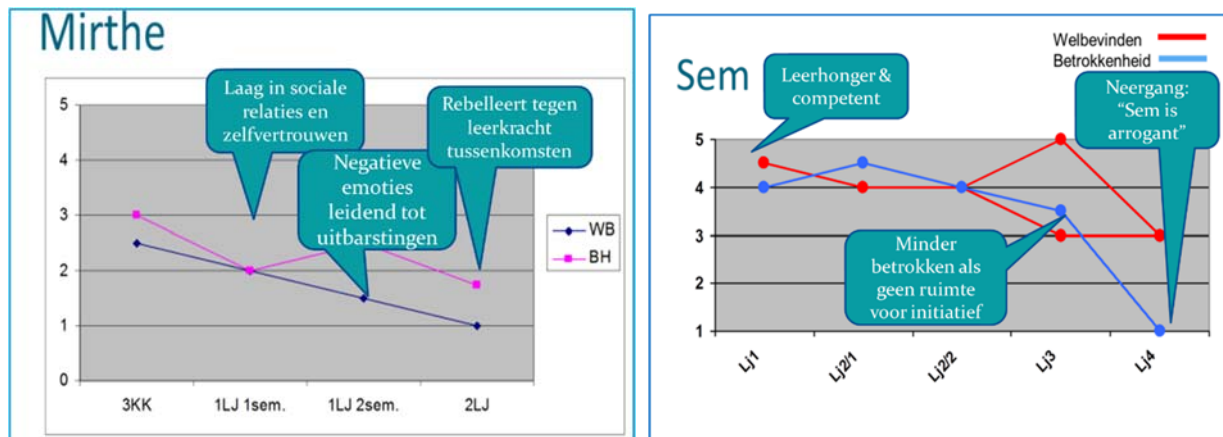 Mirthe
Laag in sociale
relaties en
zelfvertrouwen
Rebelleert tegen
leerkracht
tussenkomsten
Negatieve
emoties
leidend tot
uitbarstingen
5
4
3
2
1
0
3KK
1LJ 1sem.
1LJ 2sem.
2LJ
WB
BH
Sem
Welbevinden
Betrokkenheid
Leerhonger &
competent
Neergang:
“Sem is
arrogant”
Minder
betrokken als
geen ruimte
voor initiatief
5
4
3
2
1
Lj1
Lj2/1
Lj2/2
Lj3
Lj4